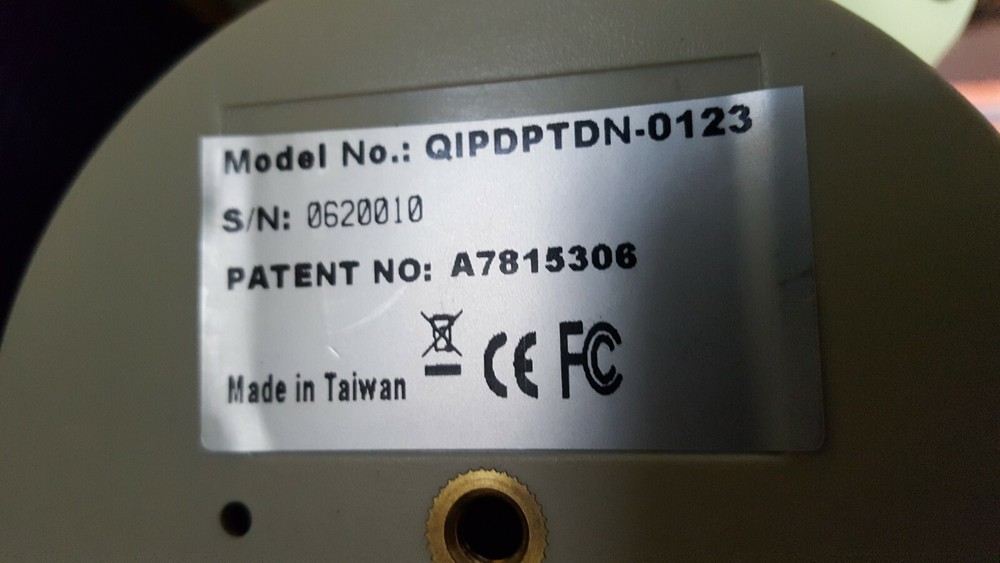 Model No.: QIPDPTDN-0123
S/N: 0620010
PATENT NO: A7815306
Made in Taiwan CE FC